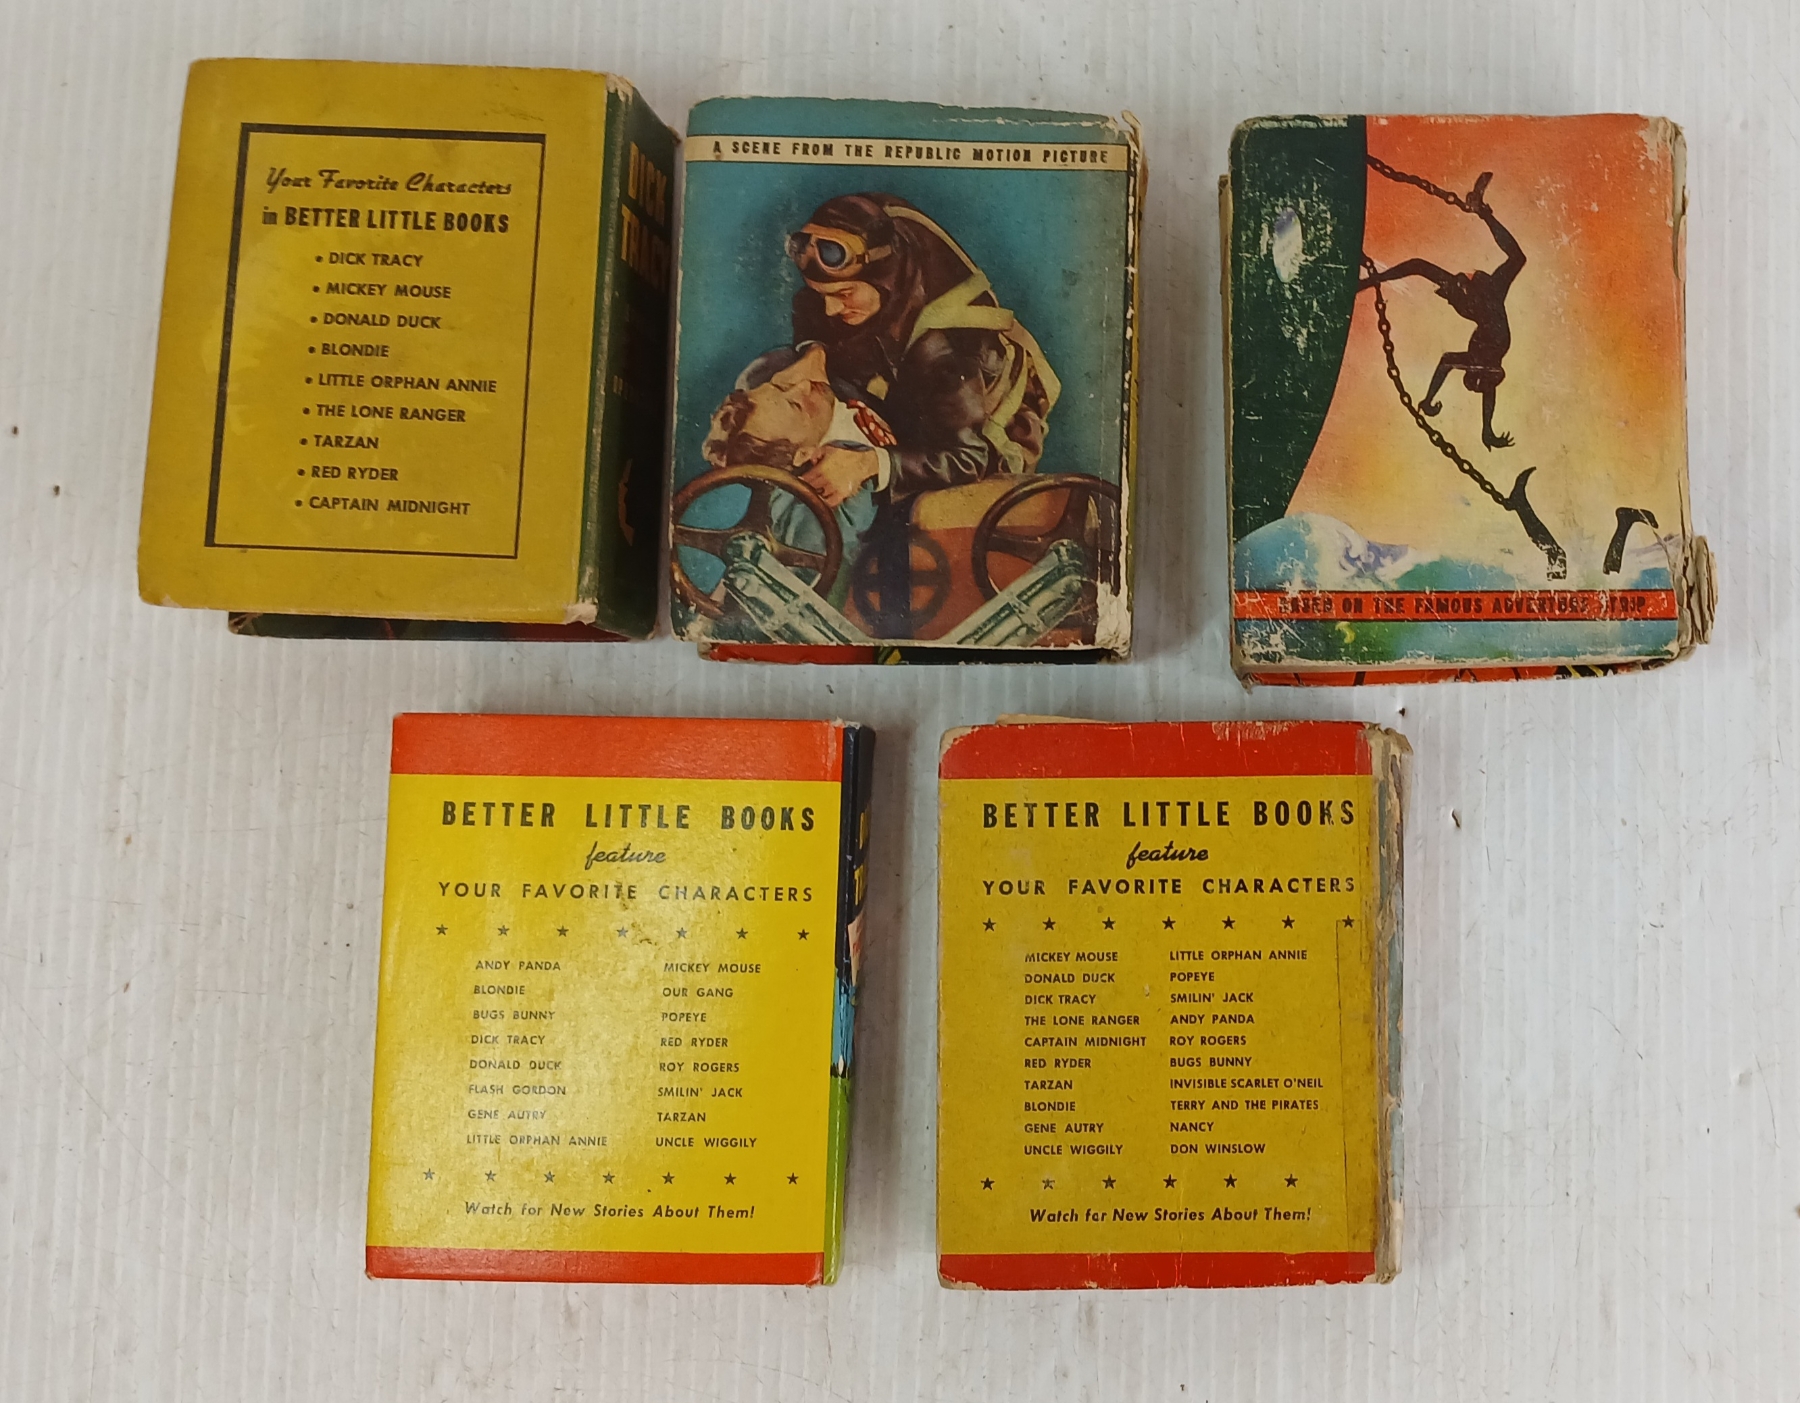 Your Favorite Characters
in BETTER LITTLE BOOKS
• DICK TRACY
• MICKEY MOUSE
• DONALD DUCK
• BLONDIE
• LITTLE ORPHAN ANNIE
• THE LONE RANGER
• TARZAN
• RED RYDER
• CAPTAIN MIDNIGHT
DICK
TRACY
A SCENE FROM THE REPUBLIC MOTION PICTURE
BASED ON THE FAMOUS ADVENTURE STRIP
BETTER LITTLE BOOKS
feature
YOUR FAVORITE CHARACTERS
ANDY PANDA
BLONDIE
BUGS BUNNY
DICK TRACY
DONALD DUCK
FLASH GORDON
GENE AUTRY
LITTLE ORPHAN ANNIE
MICKEY MOUSE
OUR GANG
POPEYE
RED RYDER
ROY ROGERS
SMILIN' JACK
TARZAN
UNCLE WIGGILY
Watch for New Stories About Them!
BETTER LITTLE BOOKS
feature
YOUR FAVORITE CHARACTERS
MICKEY MOUSE
DONALD DUCK
DICK TRACY
THE LONE RANGER
CAPTAIN MIDNIGHT
RED RYDER
TARZAN
BLONDIE
GENE AUTRY
UNCLE WIGGILY
LITTLE ORPHAN ANNIE
POPEYE
SMILIN' JACK
ANDY PANDA
ROY ROGERS
BUGS BUNNY
INVISIBLE SCARLET O'NEIL
TERRY AND THE PIRATES
NANCY
DON WINSLOW
Watch for New Stories About Them!